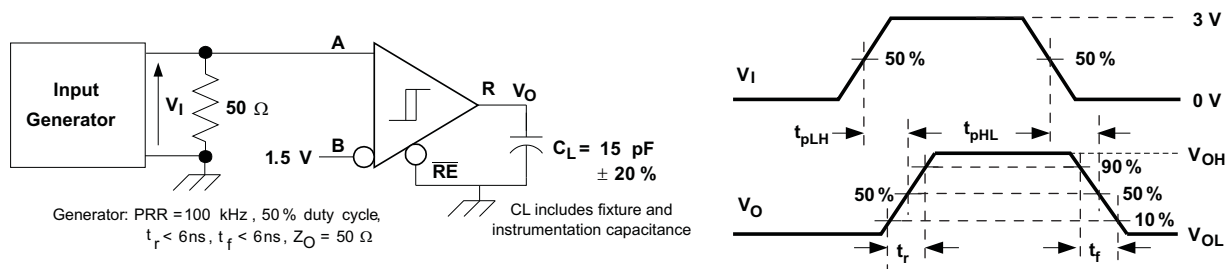 Input
Generator
V_I
50 Ω
A
B
1.5 V
R
V_O
RE
C_L = 15 pF
± 20 %
Generator: PRR = 100 kHz , 50 % duty cycle,
t_r < 6ns, t_f < 6ns, Z_O = 50 Ω
CL includes fixture and
instrumentation capacitance
3 V
V_I
50 %
50 %
0 V
t_pLH
t_pHL
V_OH
90 %
V_O
50 %
50 %
10 %
V_OL
t_r
t_f